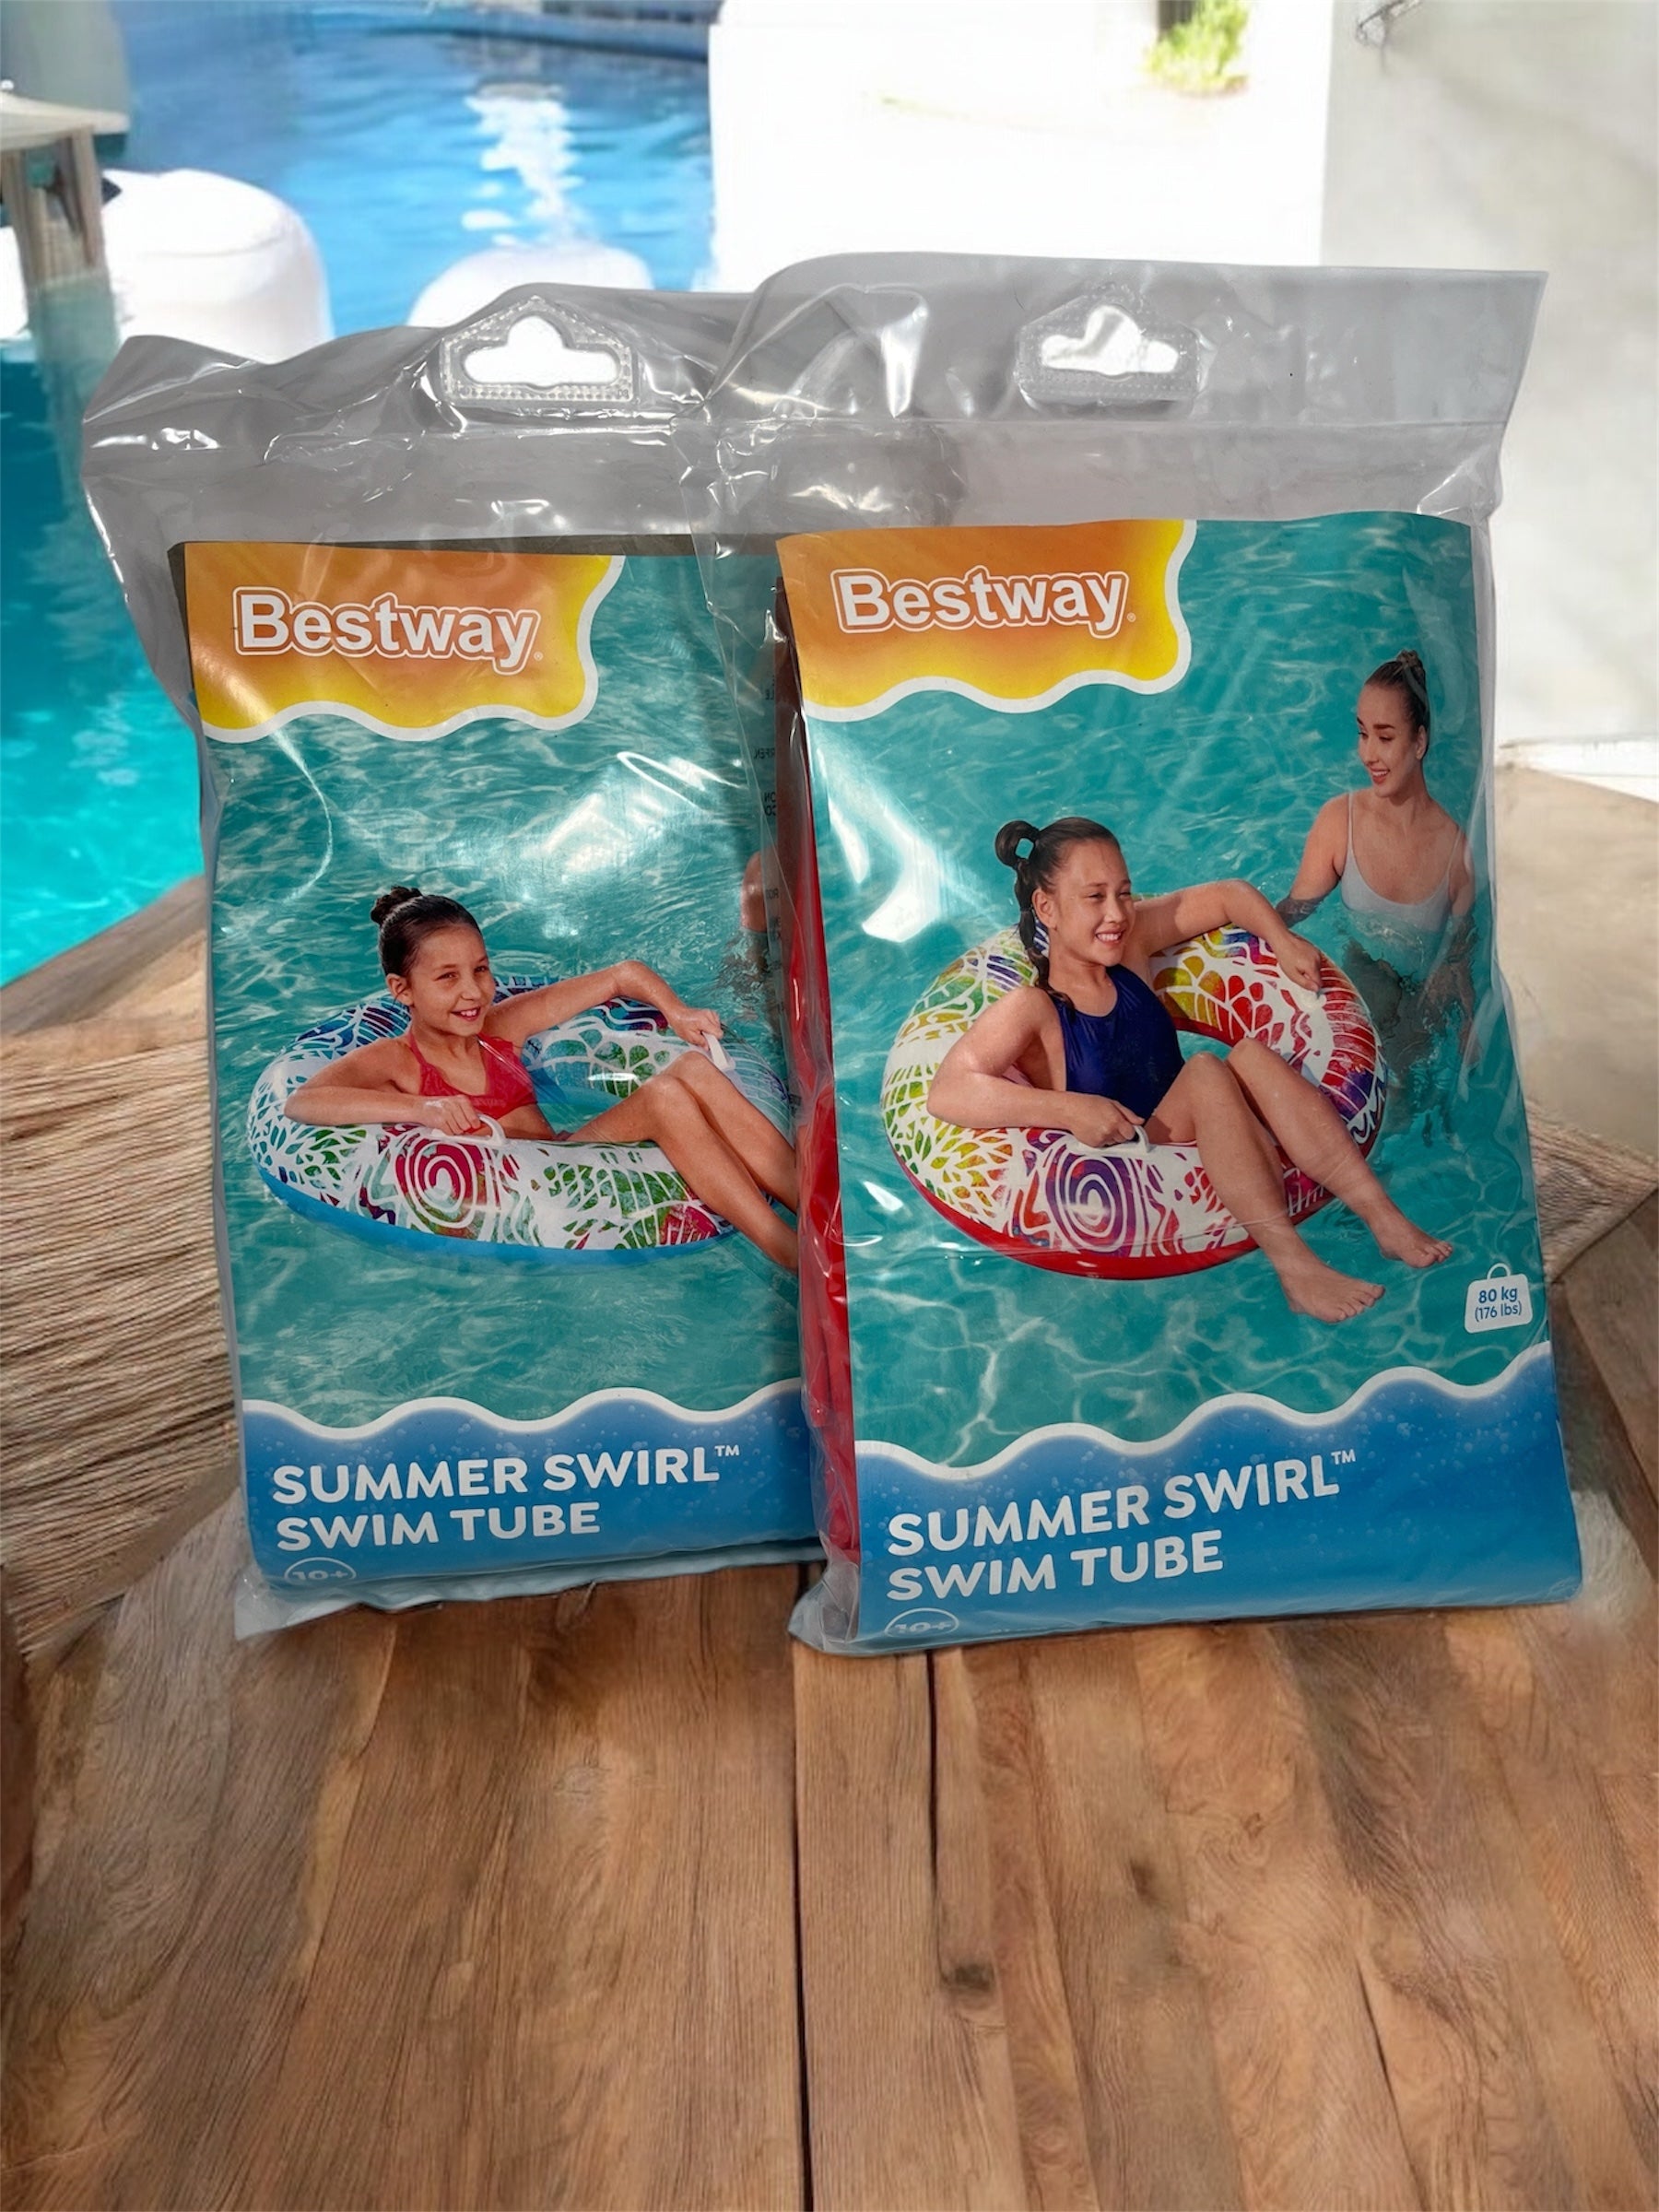 Bestway®
SUMMER SWIRL™
SWIM TUBE
10+
Bestway®
80 kg
(176 lbs)
SUMMER SWIRL™
SWIM TUBE
10+